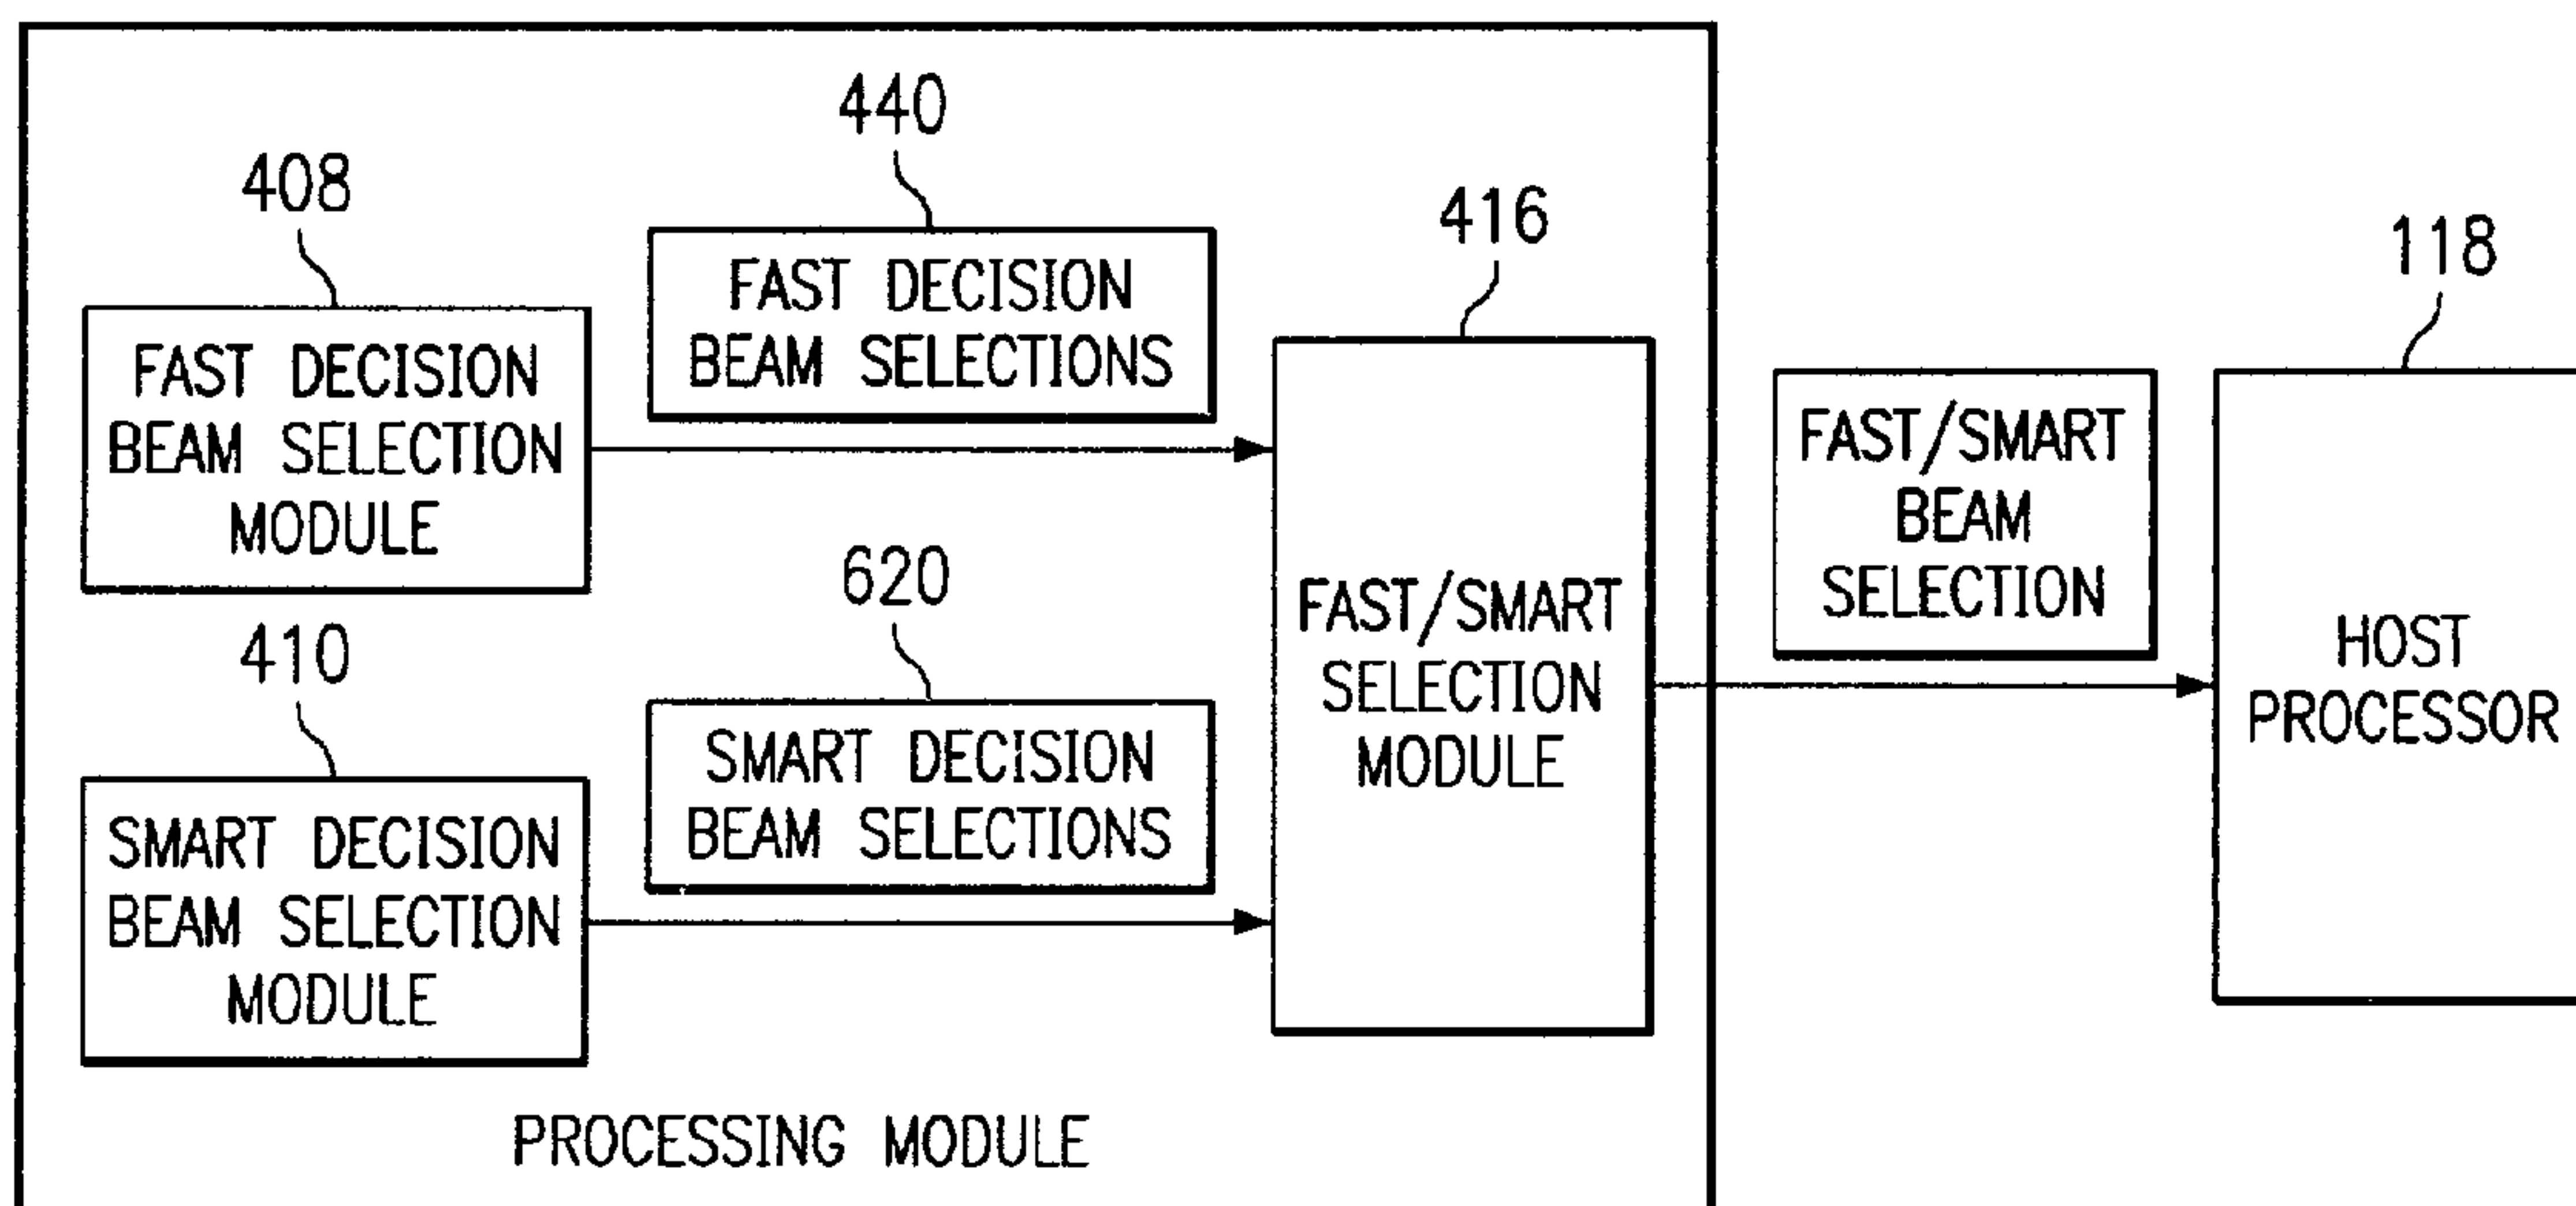 408
FAST DECISION
BEAM SELECTION
MODULE
440
FAST DECISION
BEAM SELECTIONS
410
SMART DECISION
BEAM SELECTION
MODULE
620
SMART DECISION
BEAM SELECTIONS
416
FAST/SMART
SELECTION
MODULE
FAST/SMART
BEAM
SELECTION
118
HOST
PROCESSOR
PROCESSING MODULE